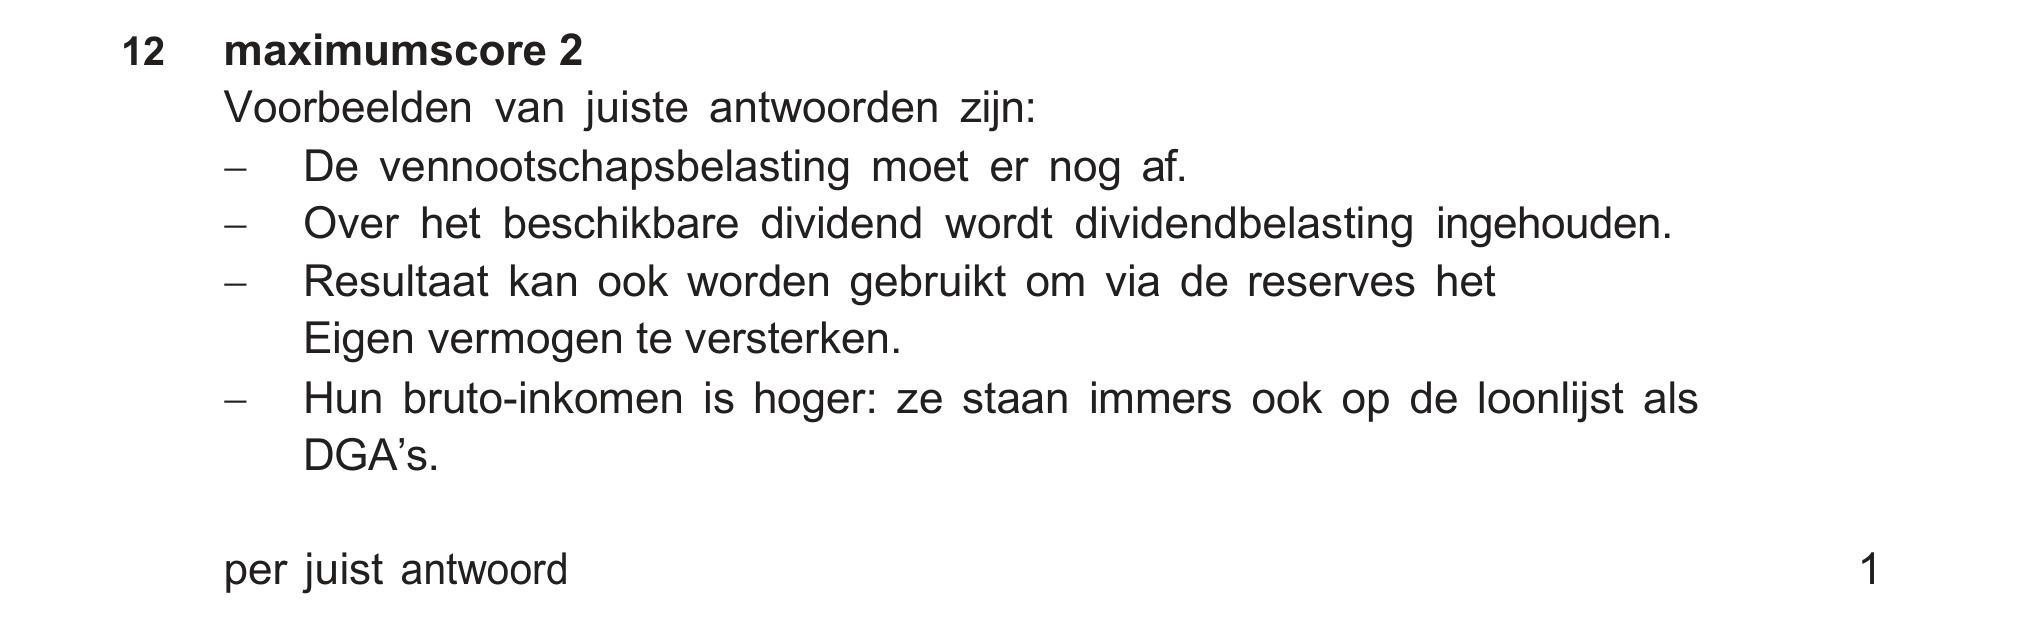 12 maximumscore 2
Voorbeelden van juiste antwoorden zijn:
– De vennootschapsbelasting moet er nog af.
– Over het beschikbare dividend wordt dividendbelasting ingehouden.
– Resultaat kan ook worden gebruikt om via de reserves het
Eigen vermogen te versterken.
– Hun bruto-inkomen is hoger: ze staan immers ook op de loonlijst als
DGA’s.
per juist antwoord 1